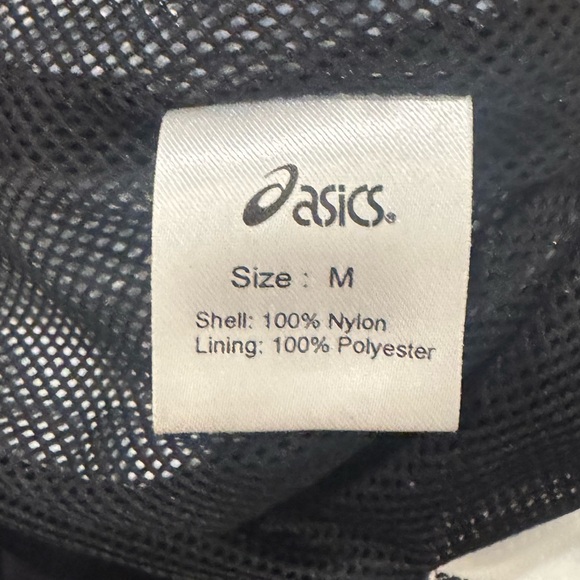 asics®
Size : M
Shell: 100% Nylon
Lining: 100% Polyester